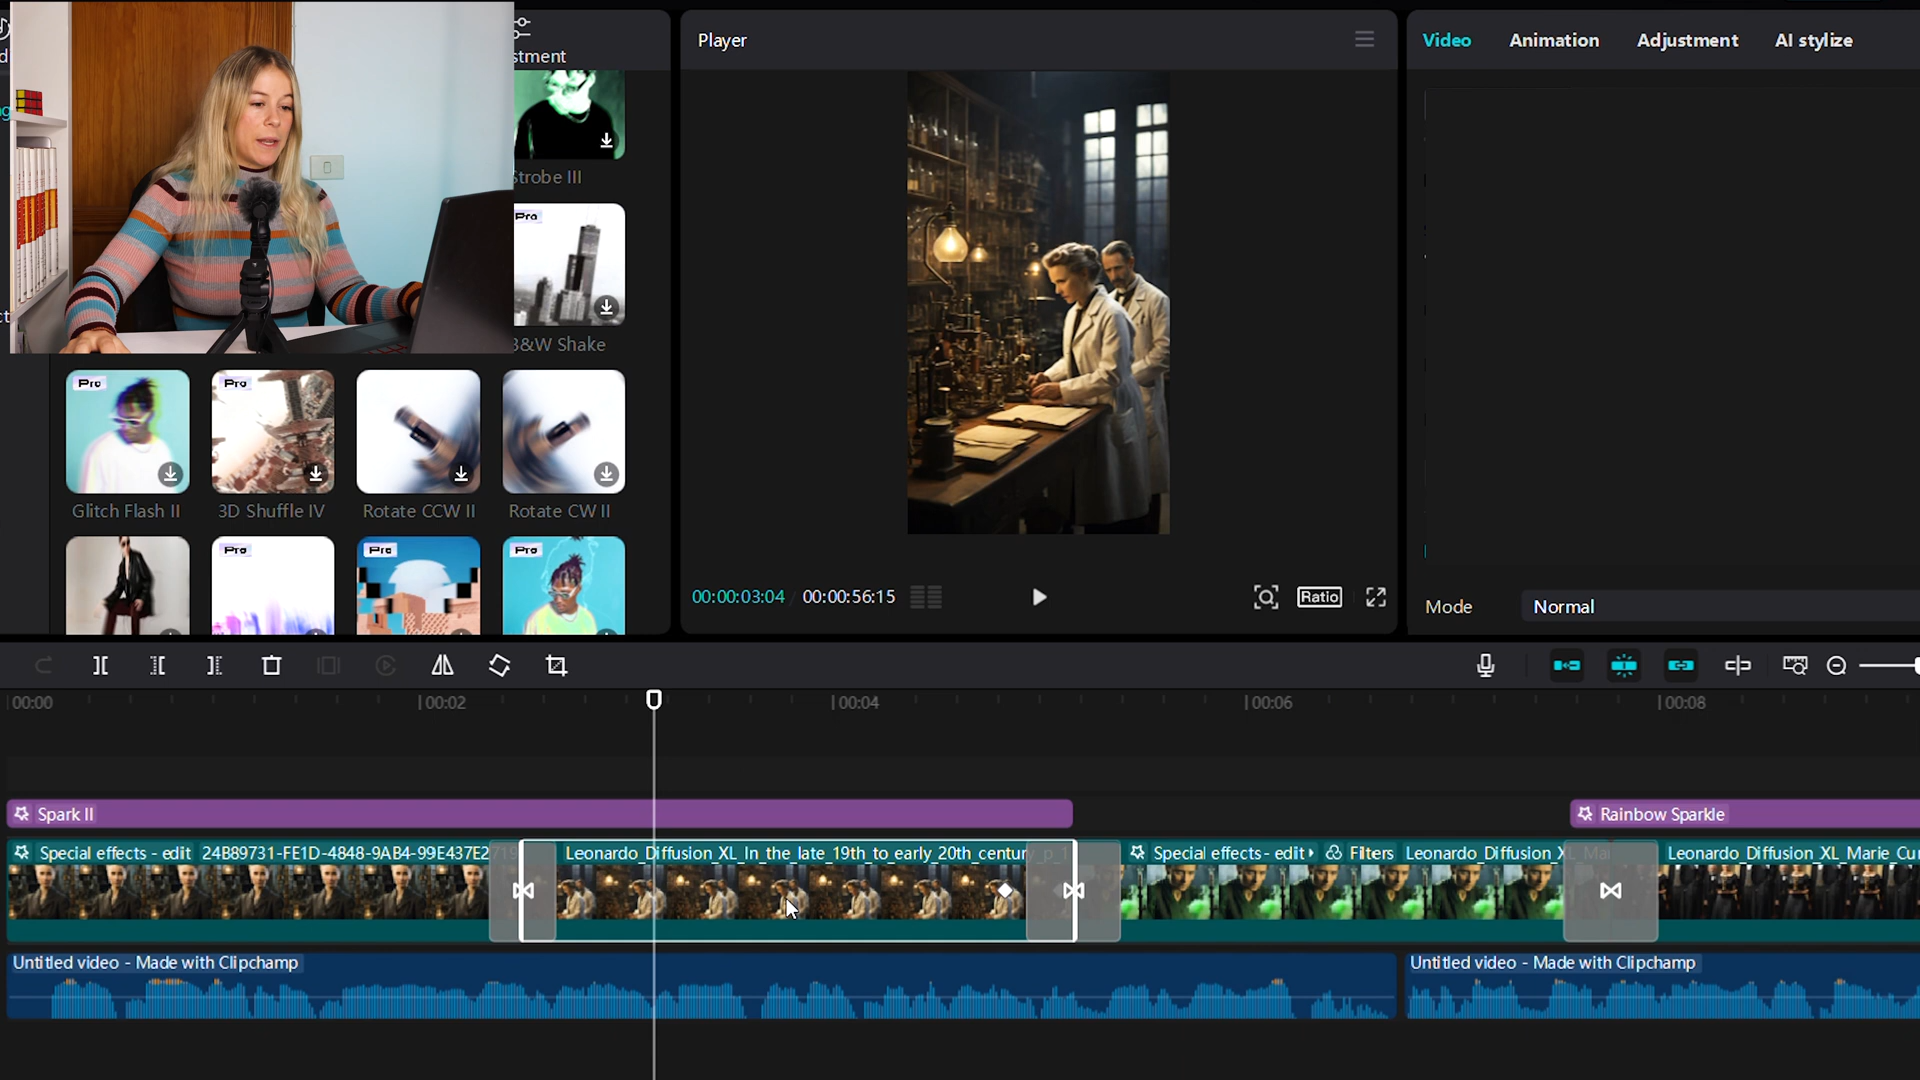 stment
Strobe III
Pro
B&W Shake
Pro
Pro
Glitch Flash II
3D Shuffle IV
Rotate CCW II
Rotate CW II
Pro
Pro
Pro
Player
00:00:03:04
00:00:56:15
Ratio
Video
Animation
Adjustment
AI stylize
Mode
Normal
00:00
00:02
00:04
00:06
00:08
Spark II
Rainbow Sparkle
Special effects - edit
24B89731-FE1D-4848-9AB4-99E437E2719
Leonardo_Diffusion_XL_In_the_late_19th_to_early_20th_century_p_1
Special effects - edit
Filters
Leonardo_Diffusion_XL_Mai
Leonardo_Diffusion_XL_Marie_Cu
Untitled video - Made with Clipchamp
Untitled video - Made with Clipchamp